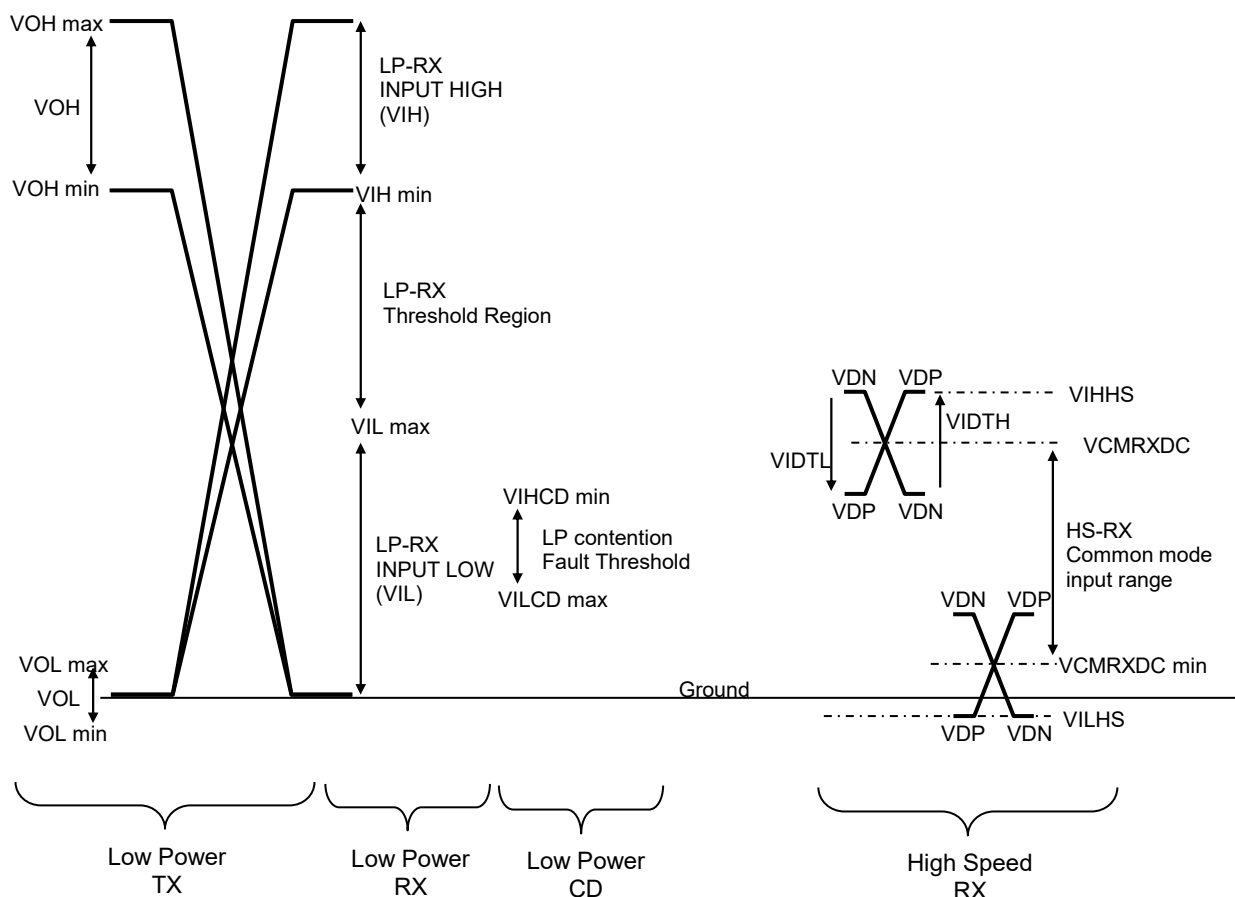 VOH max
VOH
VOH min
LP-RX
INPUT HIGH
(VIH)
VIH min
LP-RX
Threshold Region
VIL max
LP-RX
INPUT LOW
(VIL)
VOL max
VOL
VOL min
VIHCD min
LP contention
Fault Threshold
VILCD max
Ground
VDN VDP
VIHHS
VIDTH
VCMRXDC
VIDTL
VDP VDN
HS-RX
Common mode
input range
VDN VDP
VCMRXDC min
VILHS
VDP VDN
Low Power
TX
Low Power
RX
Low Power
CD
High Speed
RX